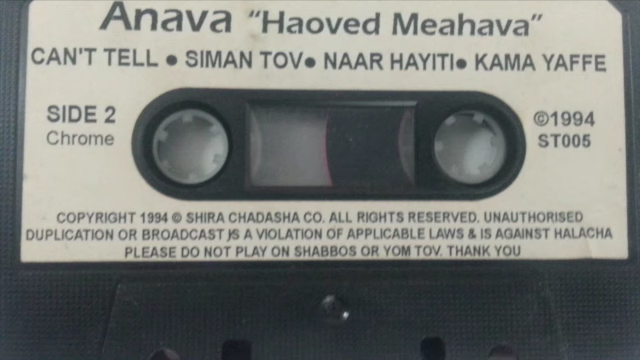 Anava "Haoved Meahava"
CAN'T TELL ● SIMAN TOV● NAAR HAYITI● KAMA YAFFE
SIDE 2
Chrome
©1994
ST005
COPYRIGHT 1994 © SHIRA CHADASHA CO. ALL RIGHTS RESERVED. UNAUTHORISED
DUPLICATION OR BROADCAST IS A VIOLATION OF APPLICABLE LAWS & IS AGAINST HALACHA
PLEASE DO NOT PLAY ON SHABBOS OR YOM TOV. THANK YOU